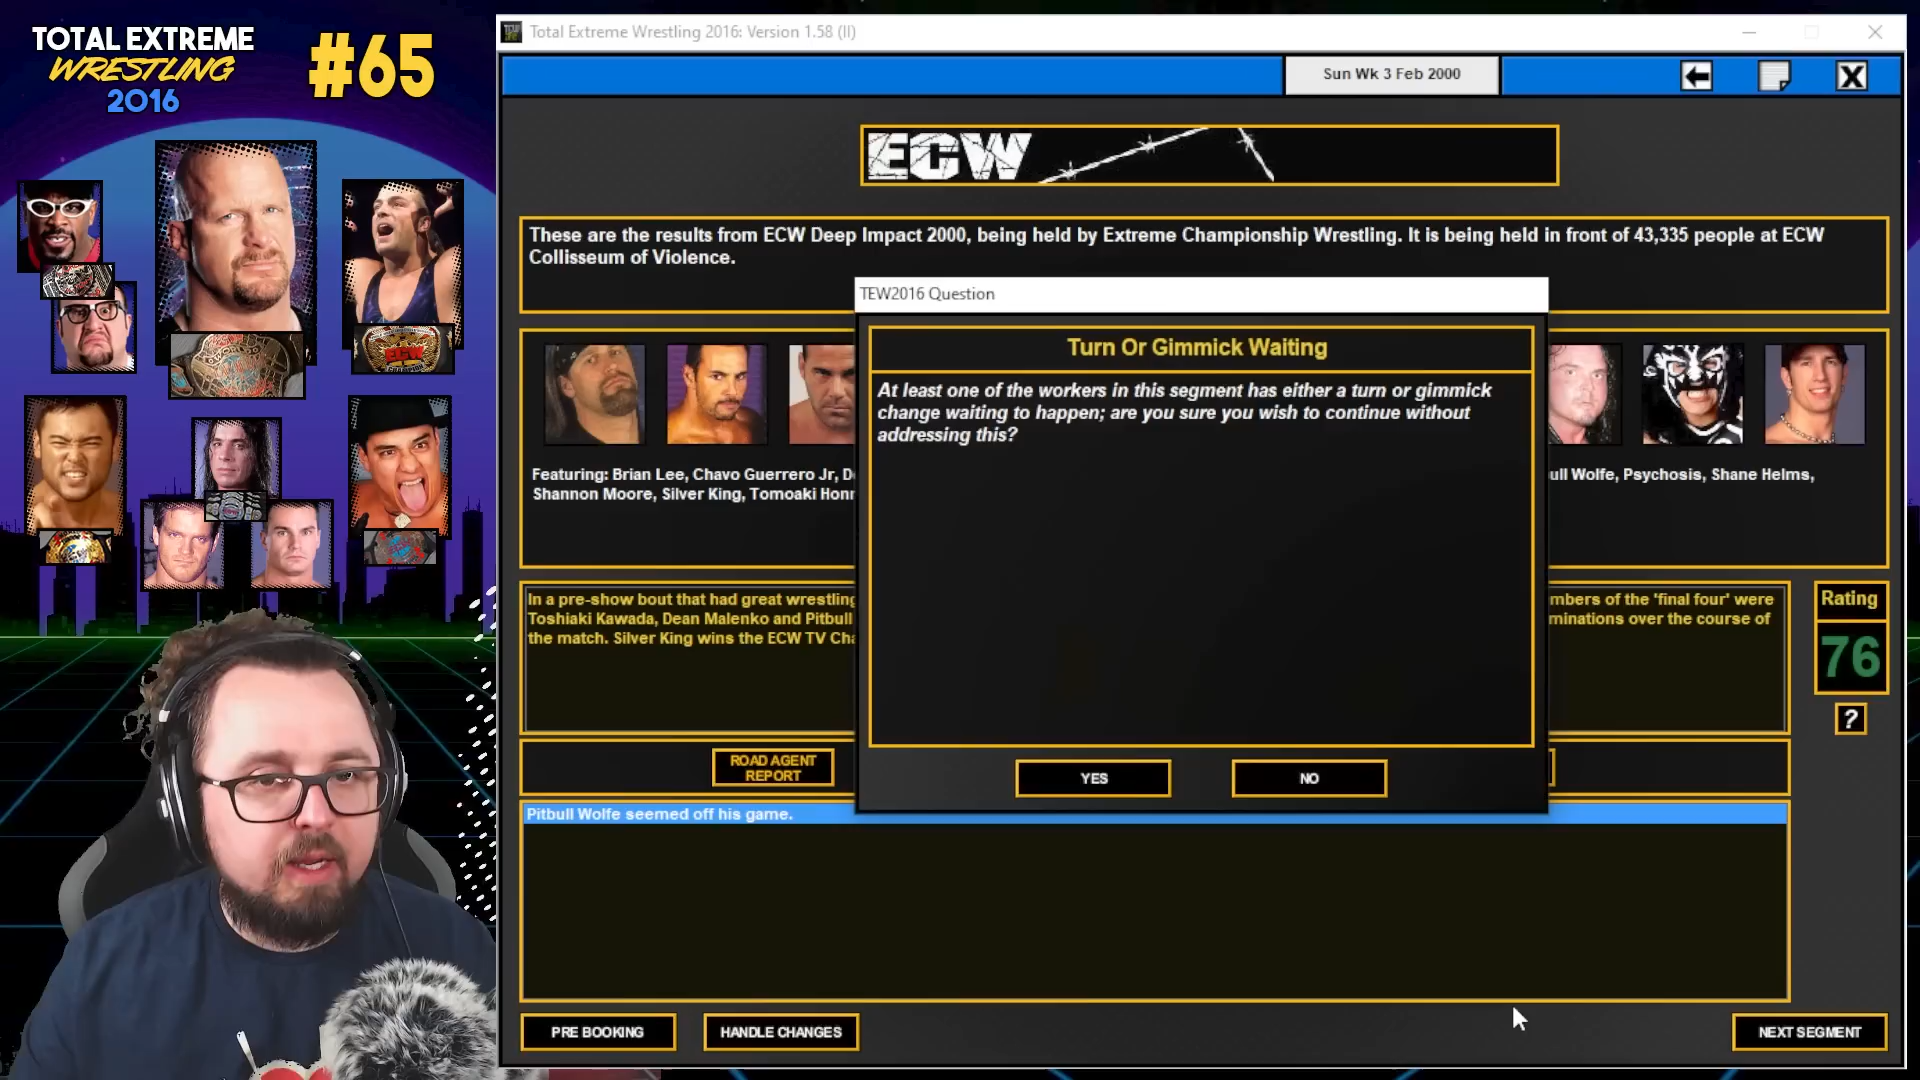 TOTAL EXTREME
WRESTLING
2016
#65
Total Extreme Wrestling 2016: Version 1.58 (II)
Sun Wk 3 Feb 2000
X
ECW
These are the results from ECW Deep Impact 2000, being held by Extreme Championship Wrestling. It is being held in front of 43,335 people at ECW
Collisseum of Violence.
TEW2016 Question
Turn Or Gimmick Waiting
At least one of the workers in this segment has either a turn or gimmick
change waiting to happen; are you sure you wish to continue without
addressing this?
YES
NO
Featuring: Brian Lee, Chavo Guerrero Jr, ull Wolfe, Psychosis, Shane Helms,
Shannon Moore, Silver King, Tomoaki
In a pre-show bout that had great wrestling mbers of the 'final four' were
Toshiaki Kawada, Dean Malenko and Pitbull minations over the course of
the match. Silver King wins the ECW TV
Rating
76
?
ROAD AGENT
REPORT
Pitbull Wolfe seemed off his game.
PRE BOOKING
HANDLE CHANGES
NEXT SEGMENT